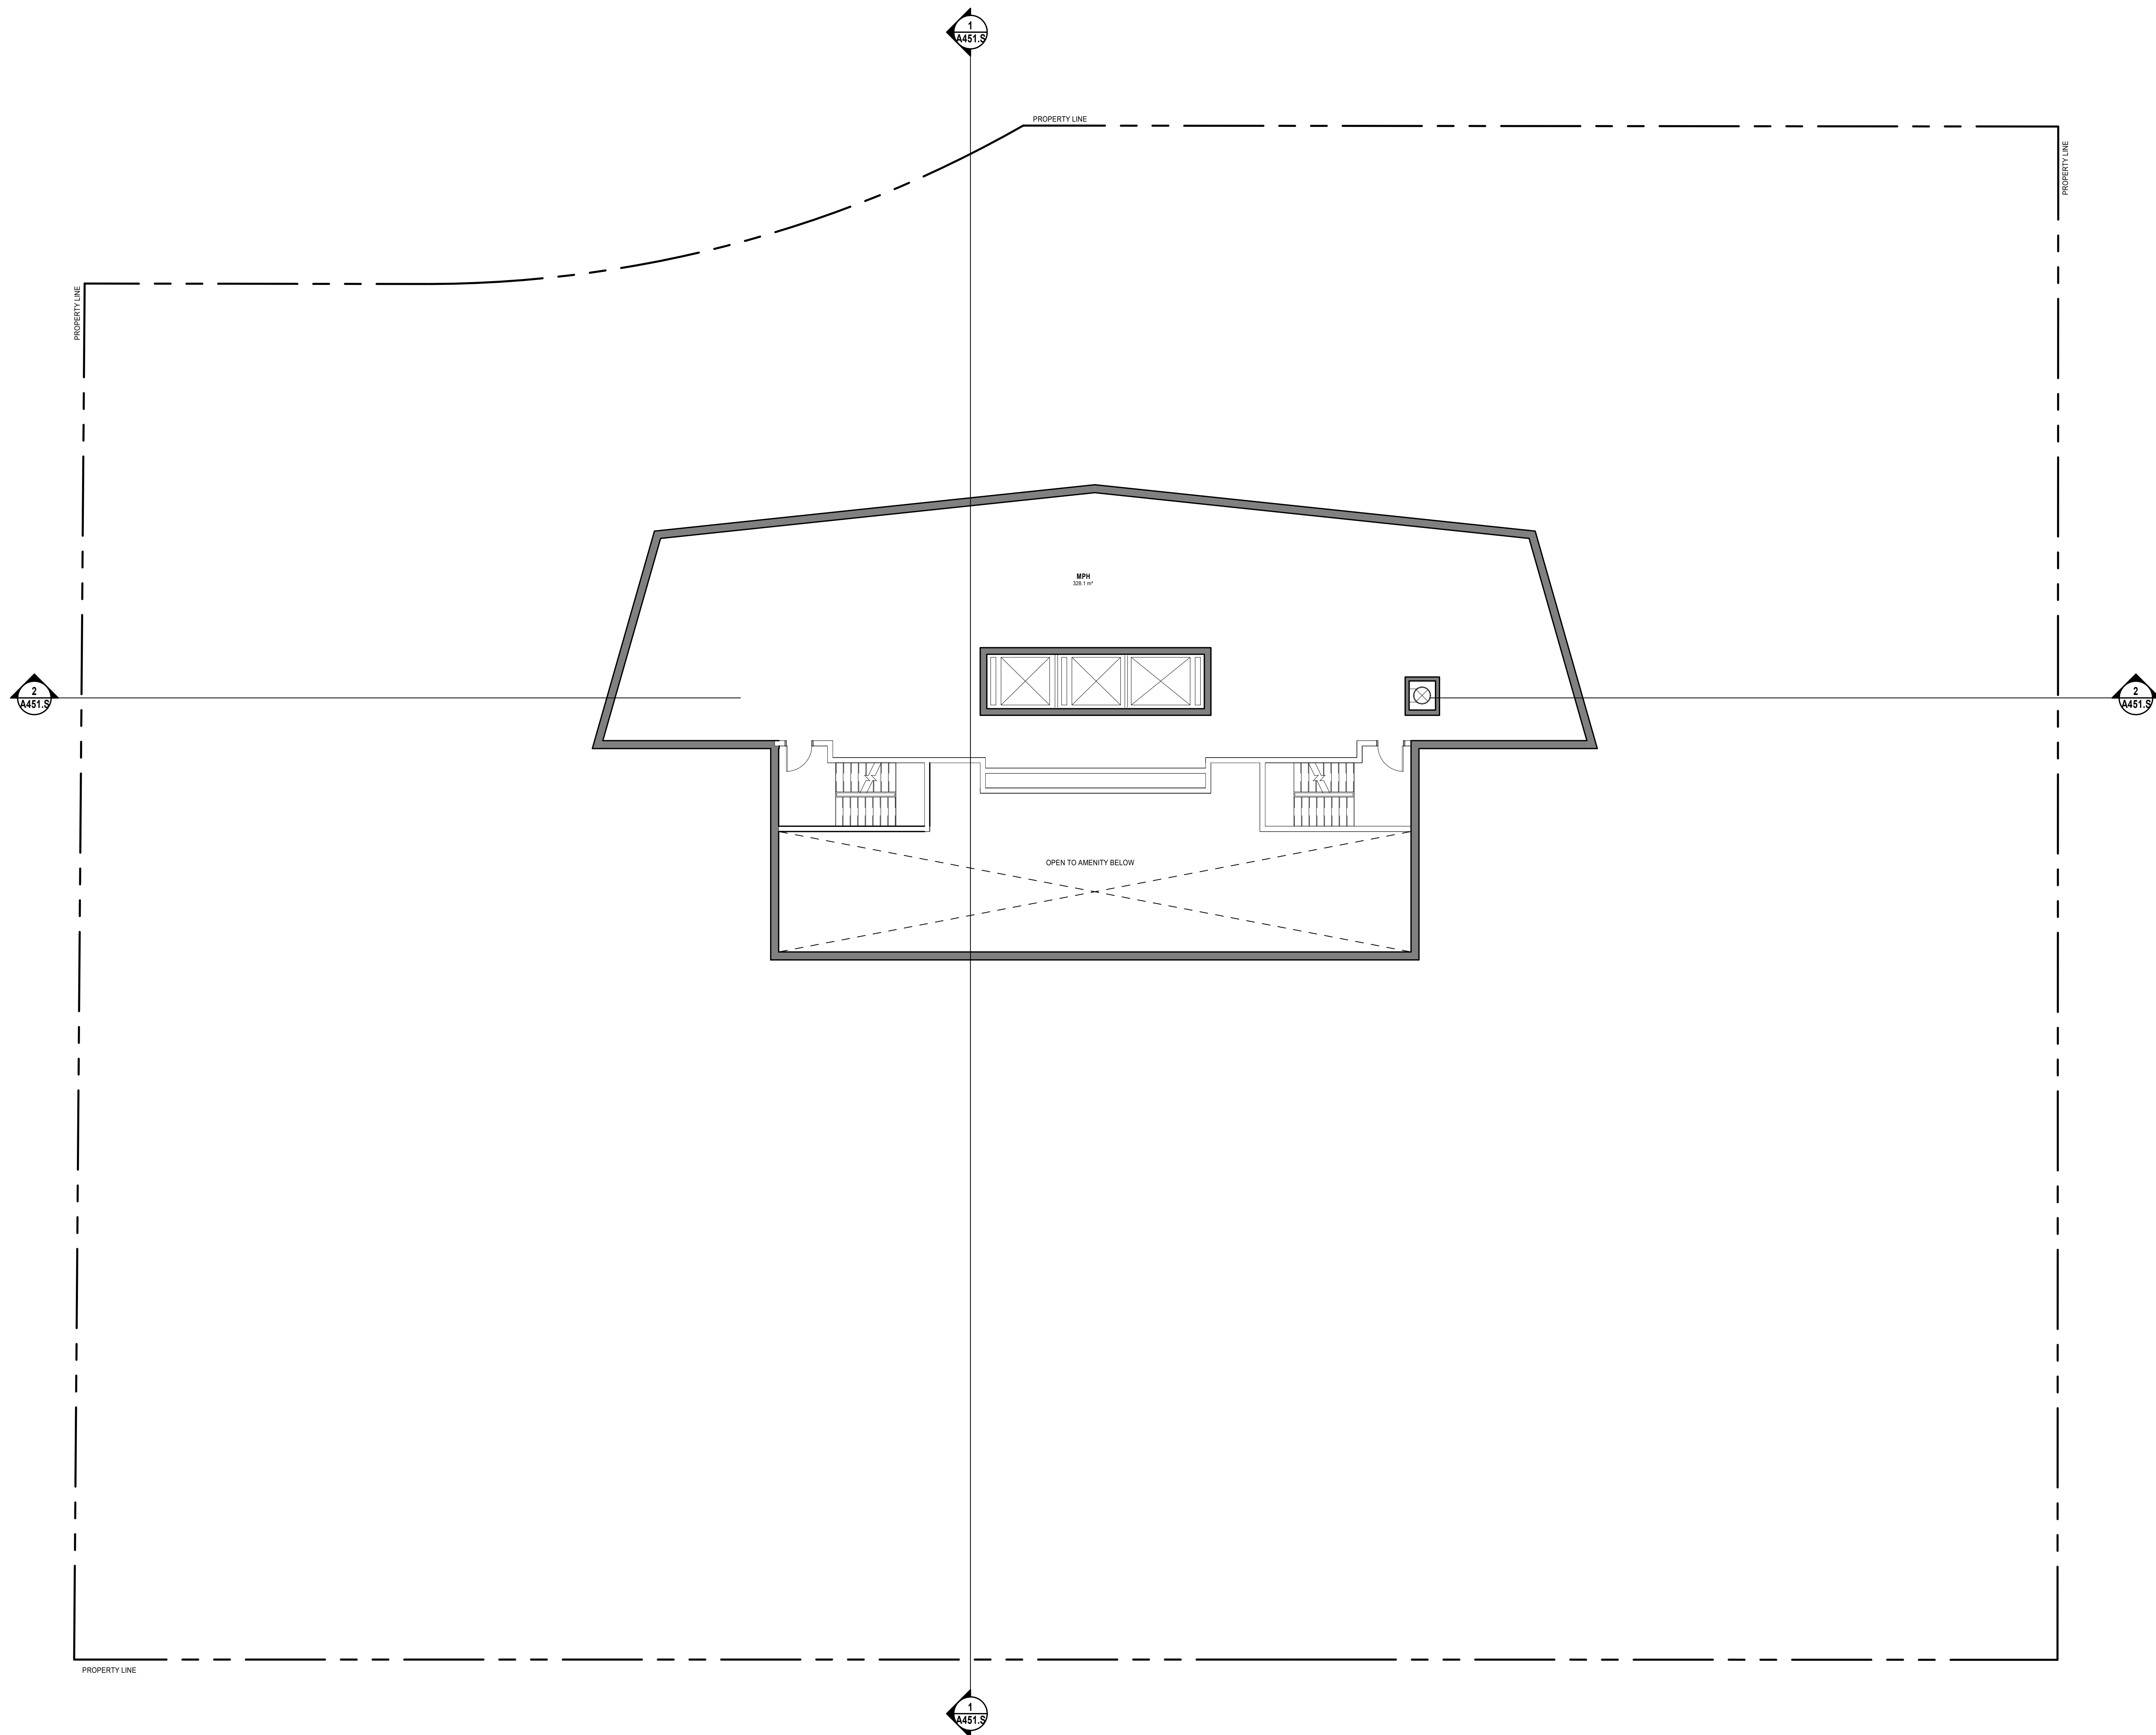 1
A451.S
PROPERTY LINE
PROPERTY LINE
PROPERTY LINE
MPH
328.1 m²
2
A451.S
2
A451.S
OPEN TO AMENITY BELOW
PROPERTY LINE
1
A451.S